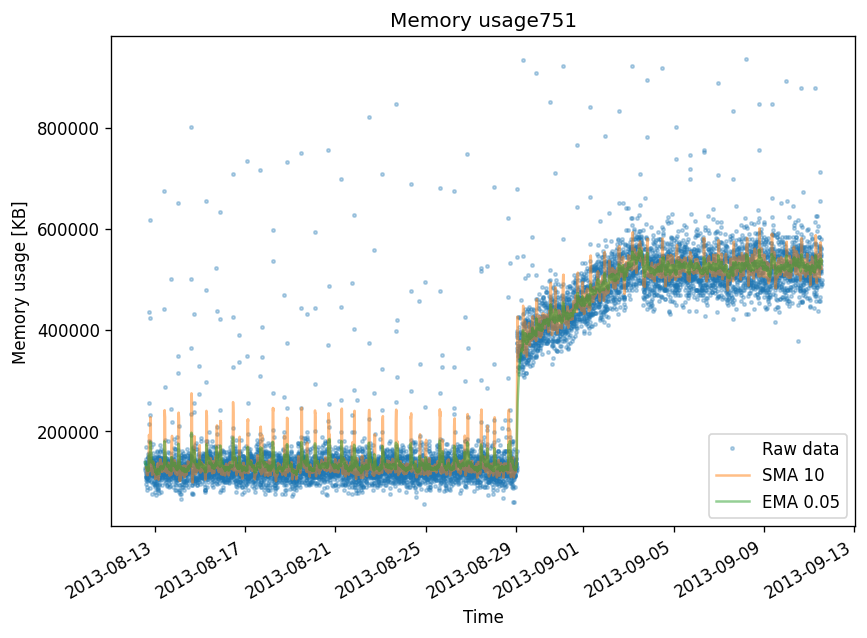 Memory usage751
Memory usage [KB]
800000
600000
400000
200000
Raw data
SMA 10
EMA 0.05
2013-08-13
2013-08-17
2013-08-21
2013-08-25
2013-08-29
2013-09-01
2013-09-05
2013-09-09
2013-09-13
Time